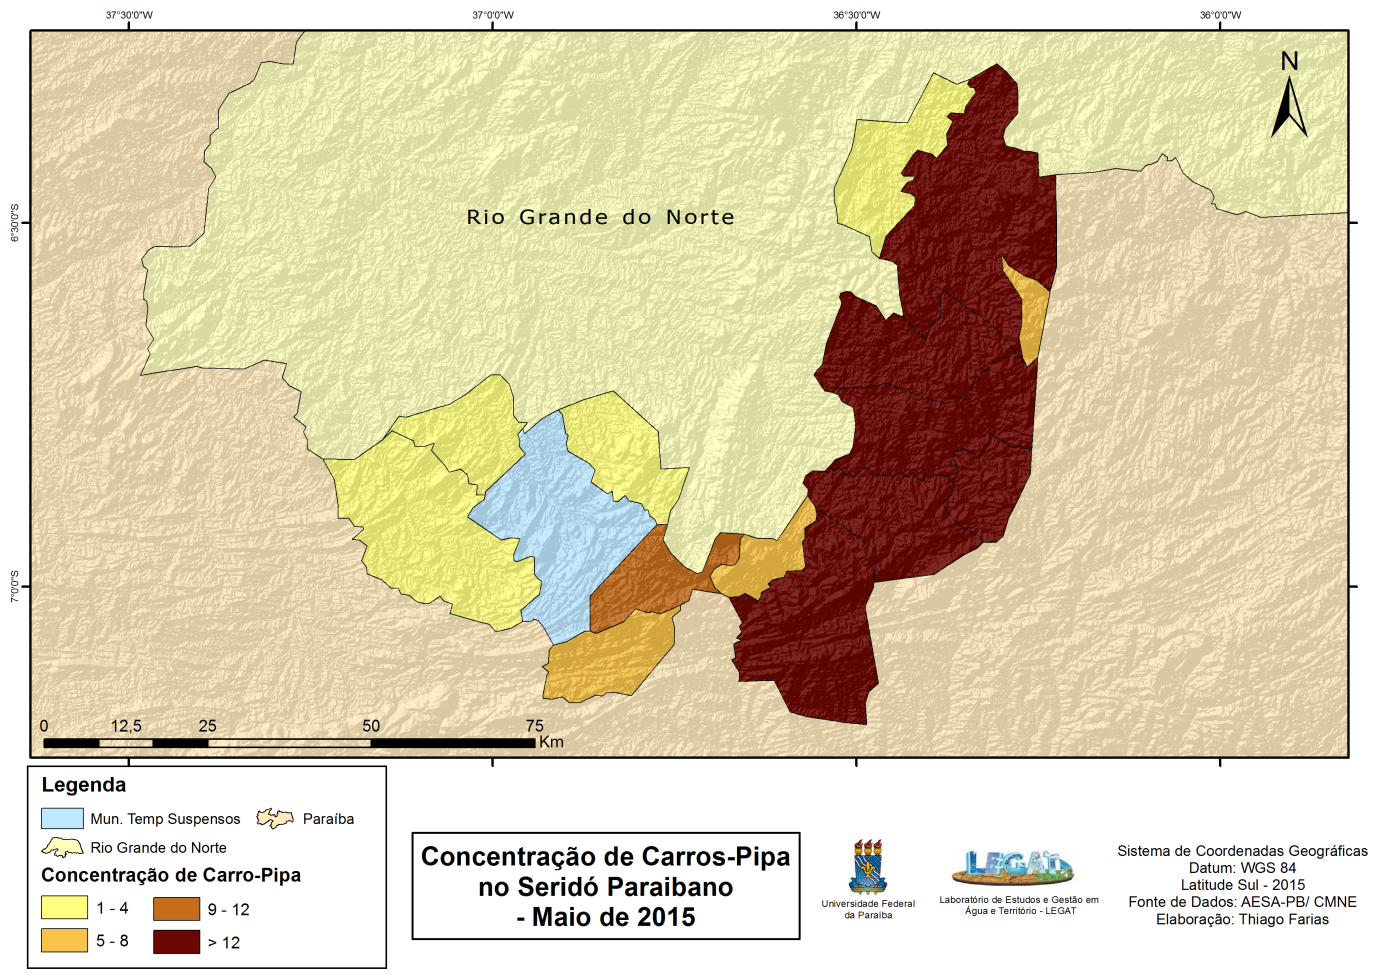 37°30'0"W
37°0'0"W
36°30'0"W
36°0'0"W
N
6°30'0"S
Rio Grande do Norte
7°0'0"S
0 12,5 25 50 75
Km
Legenda
Mun. Temp Suspensos
Paraíba
Rio Grande do Norte
Concentração de Carro-Pipa
1 - 4
9 - 12
5 - 8
> 12
Concentração de Carros-Pipa
no Seridó Paraibano
- Maio de 2015
Universidade Federal
da Paraíba
LEGAT
Laboratório de Estudos e Gestão em
Água e Território - LEGAT
Sistema de Coordenadas Geográficas
Datum: WGS 84
Latitude Sul - 2015
Fonte de Dados: AESA-PB/ CMNE
Elaboração: Thiago Farias